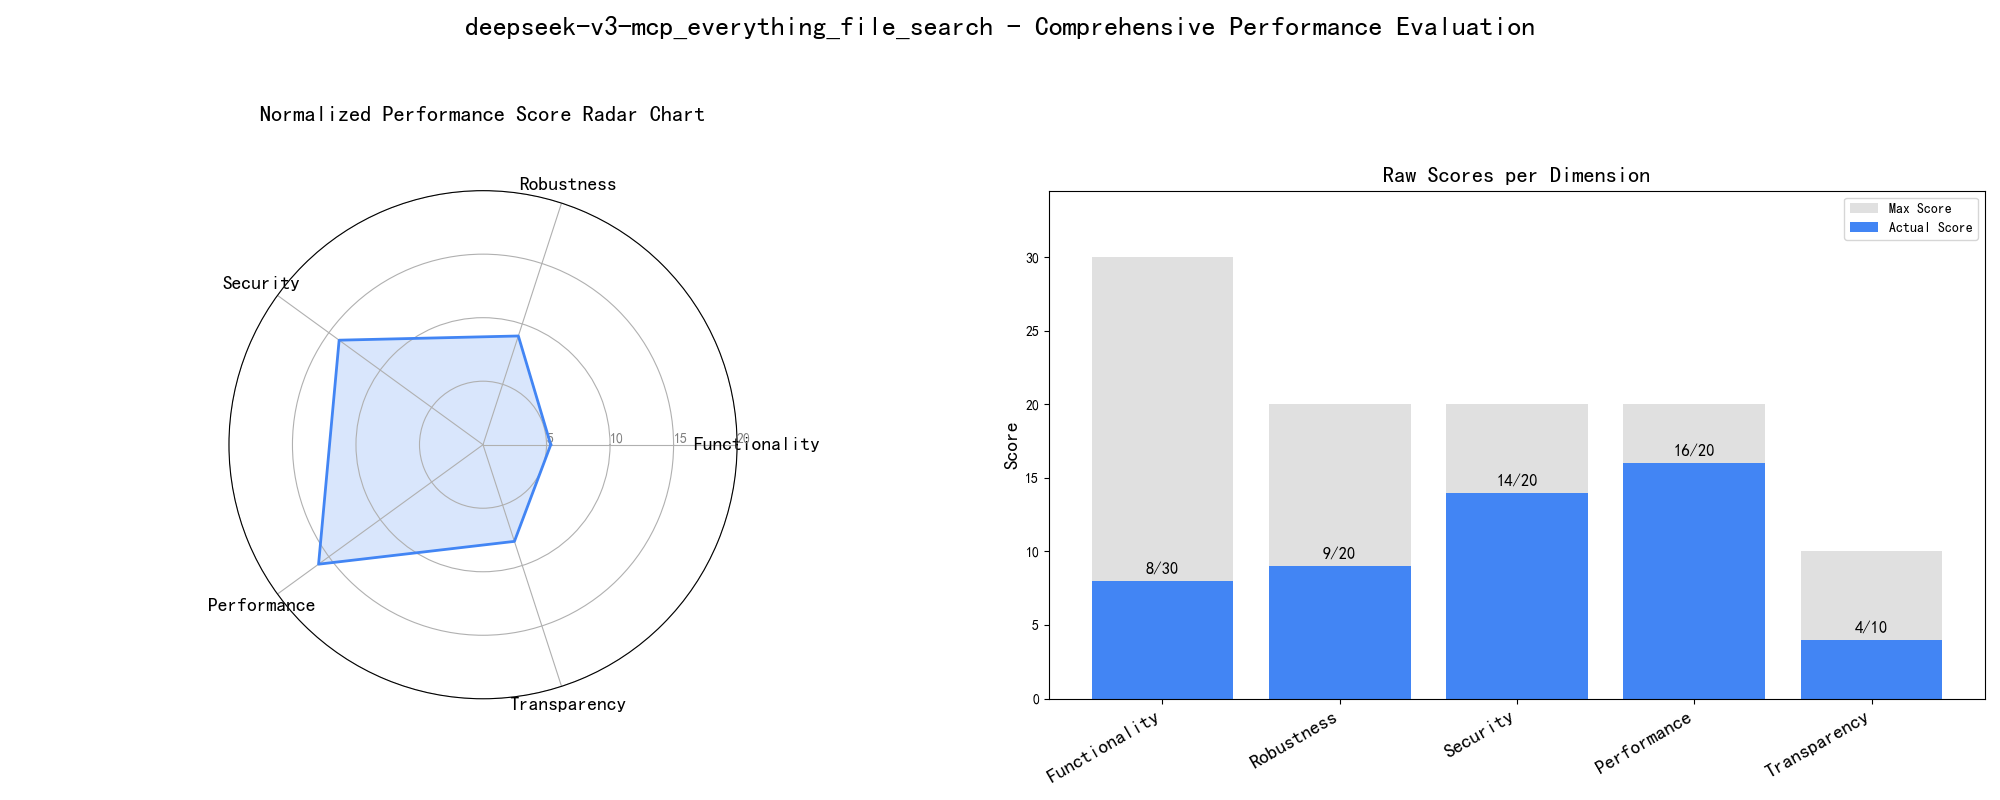 deepseek-v3-mcp_everything_file_search - Comprehensive Performance Evaluation
Normalized Performance Score Radar Chart
Robustness
Security
5
10
15
20
Functionality
Performance
Transparency
Raw Scores per Dimension
Max Score
Actual Score
Score
30
25
20
15
10
5
0
8/30
9/20
14/20
16/20
4/10
Functionality
Robustness
Security
Performance
Transparency